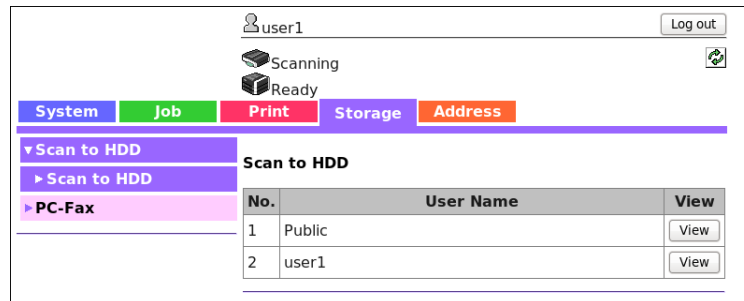 user1 Log out
Scanning
Ready
System Job Print Storage Address
▾Scan to HDD
▸Scan to HDD
▸PC-Fax
Scan to HDD
No. User Name View
1 Public View
2 user1 View